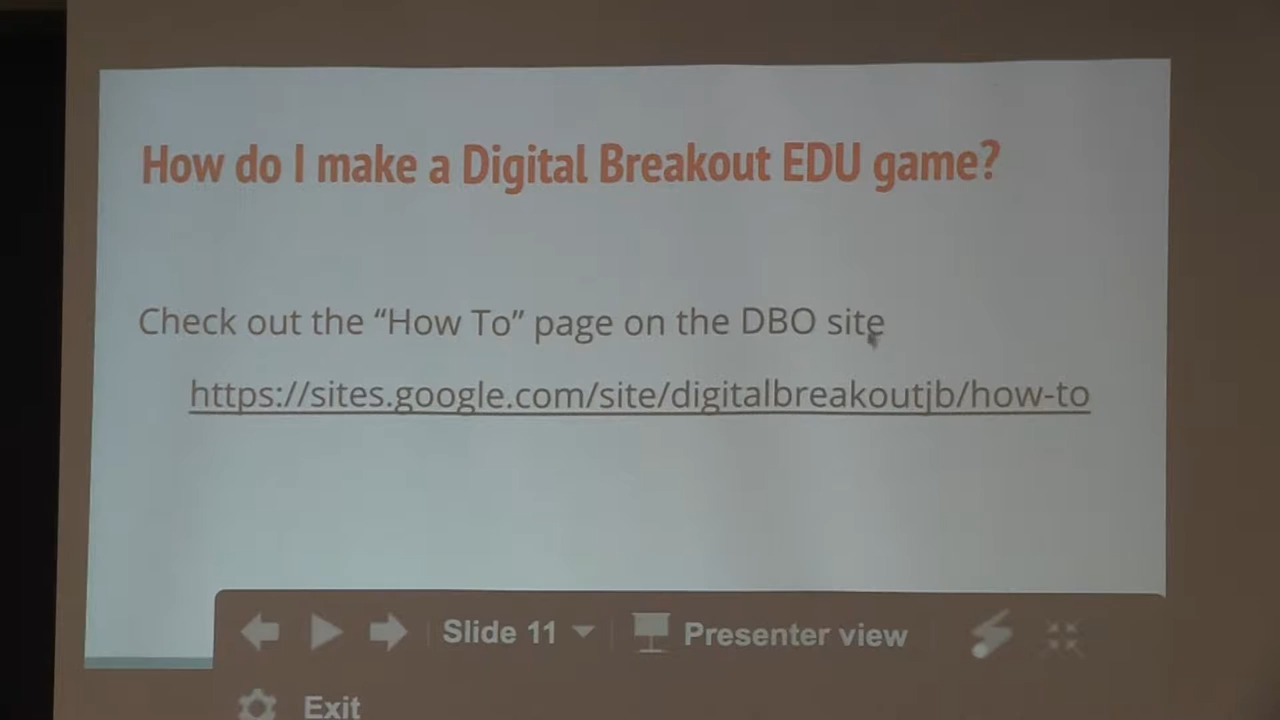 How do I make a Digital Breakout EDU game?
Check out the “How To” page on the DBO site
https://sites.google.com/site/digitalbreakoutjb/how-to
Slide 11
Presenter view
Exit